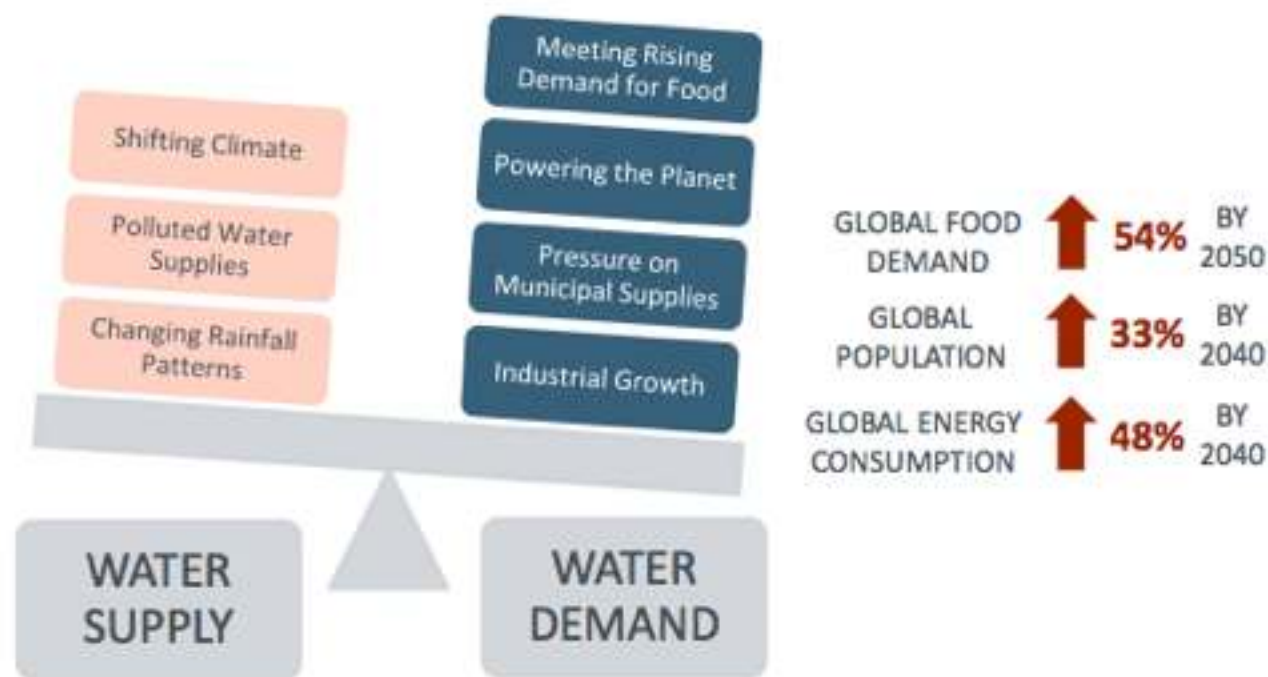 Shifting Climate
Polluted Water
Supplies
Changing Rainfall
Patterns
Meeting Rising
Demand for Food
Powering the Planet
Pressure on
Municipal Supplies
Industrial Growth
WATER
SUPPLY
WATER
DEMAND
GLOBAL FOOD
DEMAND
54%
BY
2050
GLOBAL
POPULATION
33%
BY
2040
GLOBAL ENERGY
CONSUMPTION
48%
BY
2040